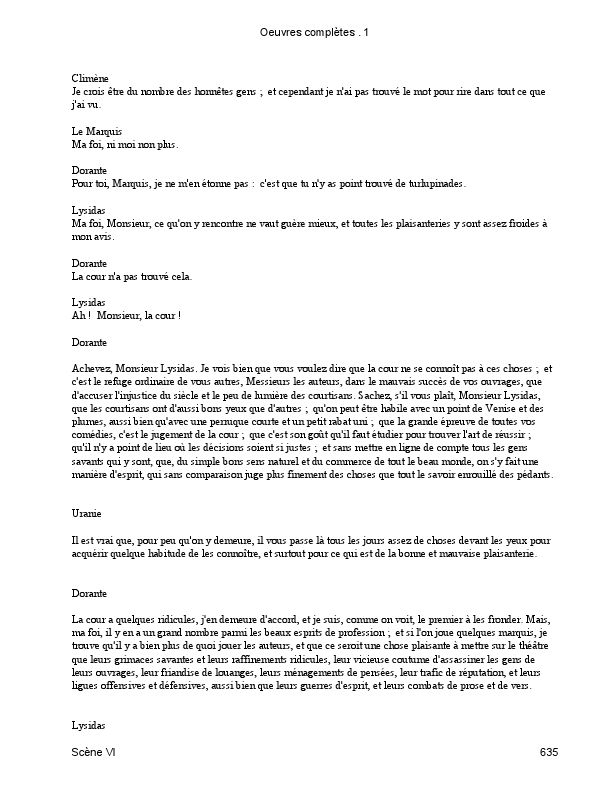 Oeuvres complètes . 1
Climène
Je crois être du nombre des honnêtes gens ; et cependant je n'ai pas trouvé le mot pour rire dans tout ce que
j'ai vu.
Le Marquis
Ma foi, ni moi non plus.
Dorante
Pour toi, Marquis, je ne m'en étonne pas : c'est que tu n'y as point trouvé de turlupinades.
Lysidas
Ma foi, Monsieur, ce qu'on y rencontre ne vaut guère mieux, et toutes les plaisanteries y sont assez froides à
mon avis.
Dorante
La cour n'a pas trouvé cela.
Lysidas
Ah ! Monsieur, la cour !
Dorante
Achevez, Monsieur Lysidas. Je vois bien que vous voulez dire que la cour ne se connoît pas à ces choses ; et
c'est le refuge ordinaire de vous autres, Messieurs les auteurs, dans le mauvais succès de vos ouvrages, que
d'accuser l'injustice du siècle et le peu de lumière des courtisans. Sachez, s'il vous plaît, Monsieur Lysidas,
que les courtisans ont d'aussi bons yeux que d'autres ; qu'on peut être habile avec un point de Venise et des
plumes, aussi bien qu'avec une perruque courte et un petit rabat uni ; que la grande épreuve de toutes vos
comédies, c'est le jugement de la cour ; que c'est son goût qu'il faut étudier pour trouver l'art de réussir ;
qu'il n'y a point de lieu où les décisions soient si justes ; et sans mettre en ligne de compte tous les gens
savants qui y sont, que, du simple bons sens naturel et du commerce de tout le beau monde, on s'y fait une
manière d'esprit, qui sans comparaison juge plus finement des choses que tout le savoir enrouillé des pédants.
Uranie
Il est vrai que, pour peu qu'on y demeure, il vous passe là tous les jours assez de choses devant les yeux pour
acquérir quelque habitude de les connoître, et surtout pour ce qui est de la bonne et mauvaise plaisanterie.
Dorante
La cour a quelques ridicules, j'en demeure d'accord, et je suis, comme on voit, le premier à les fronder. Mais,
ma foi, il y en a un grand nombre parmi les beaux esprits de profession ; et si l'on joue quelques marquis, je
trouve qu'il y a bien plus de quoi jouer les auteurs, et que ce seroit une chose plaisante à mettre sur le théâtre
que leurs grimaces savantes et leurs raffinements ridicules, leur vicieuse coutume d'assassiner les gens de
leurs ouvrages, leur friandise de louanges, leurs ménagements de pensées, leur trafic de réputation, et leurs
ligues offensives et défensives, aussi bien que leurs guerres d'esprit, et leurs combats de prose et de vers.
Lysidas
Scène VI 635